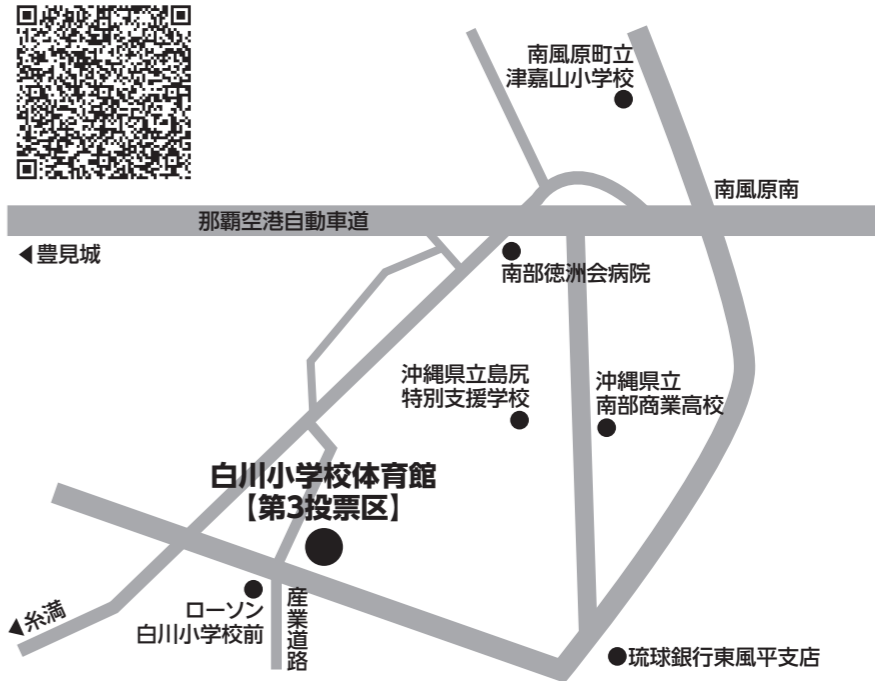 南風原町立
津嘉山小学校
南風原南
那覇空港自動車道
◀豊見城
南部徳洲会病院
沖縄県立島尻
特別支援学校
沖縄県立
南部商業高校
白川小学校体育館
【第3投票区】
ローソン
白川小学校前
産業道路
◀糸満
琉球銀行東風平支店